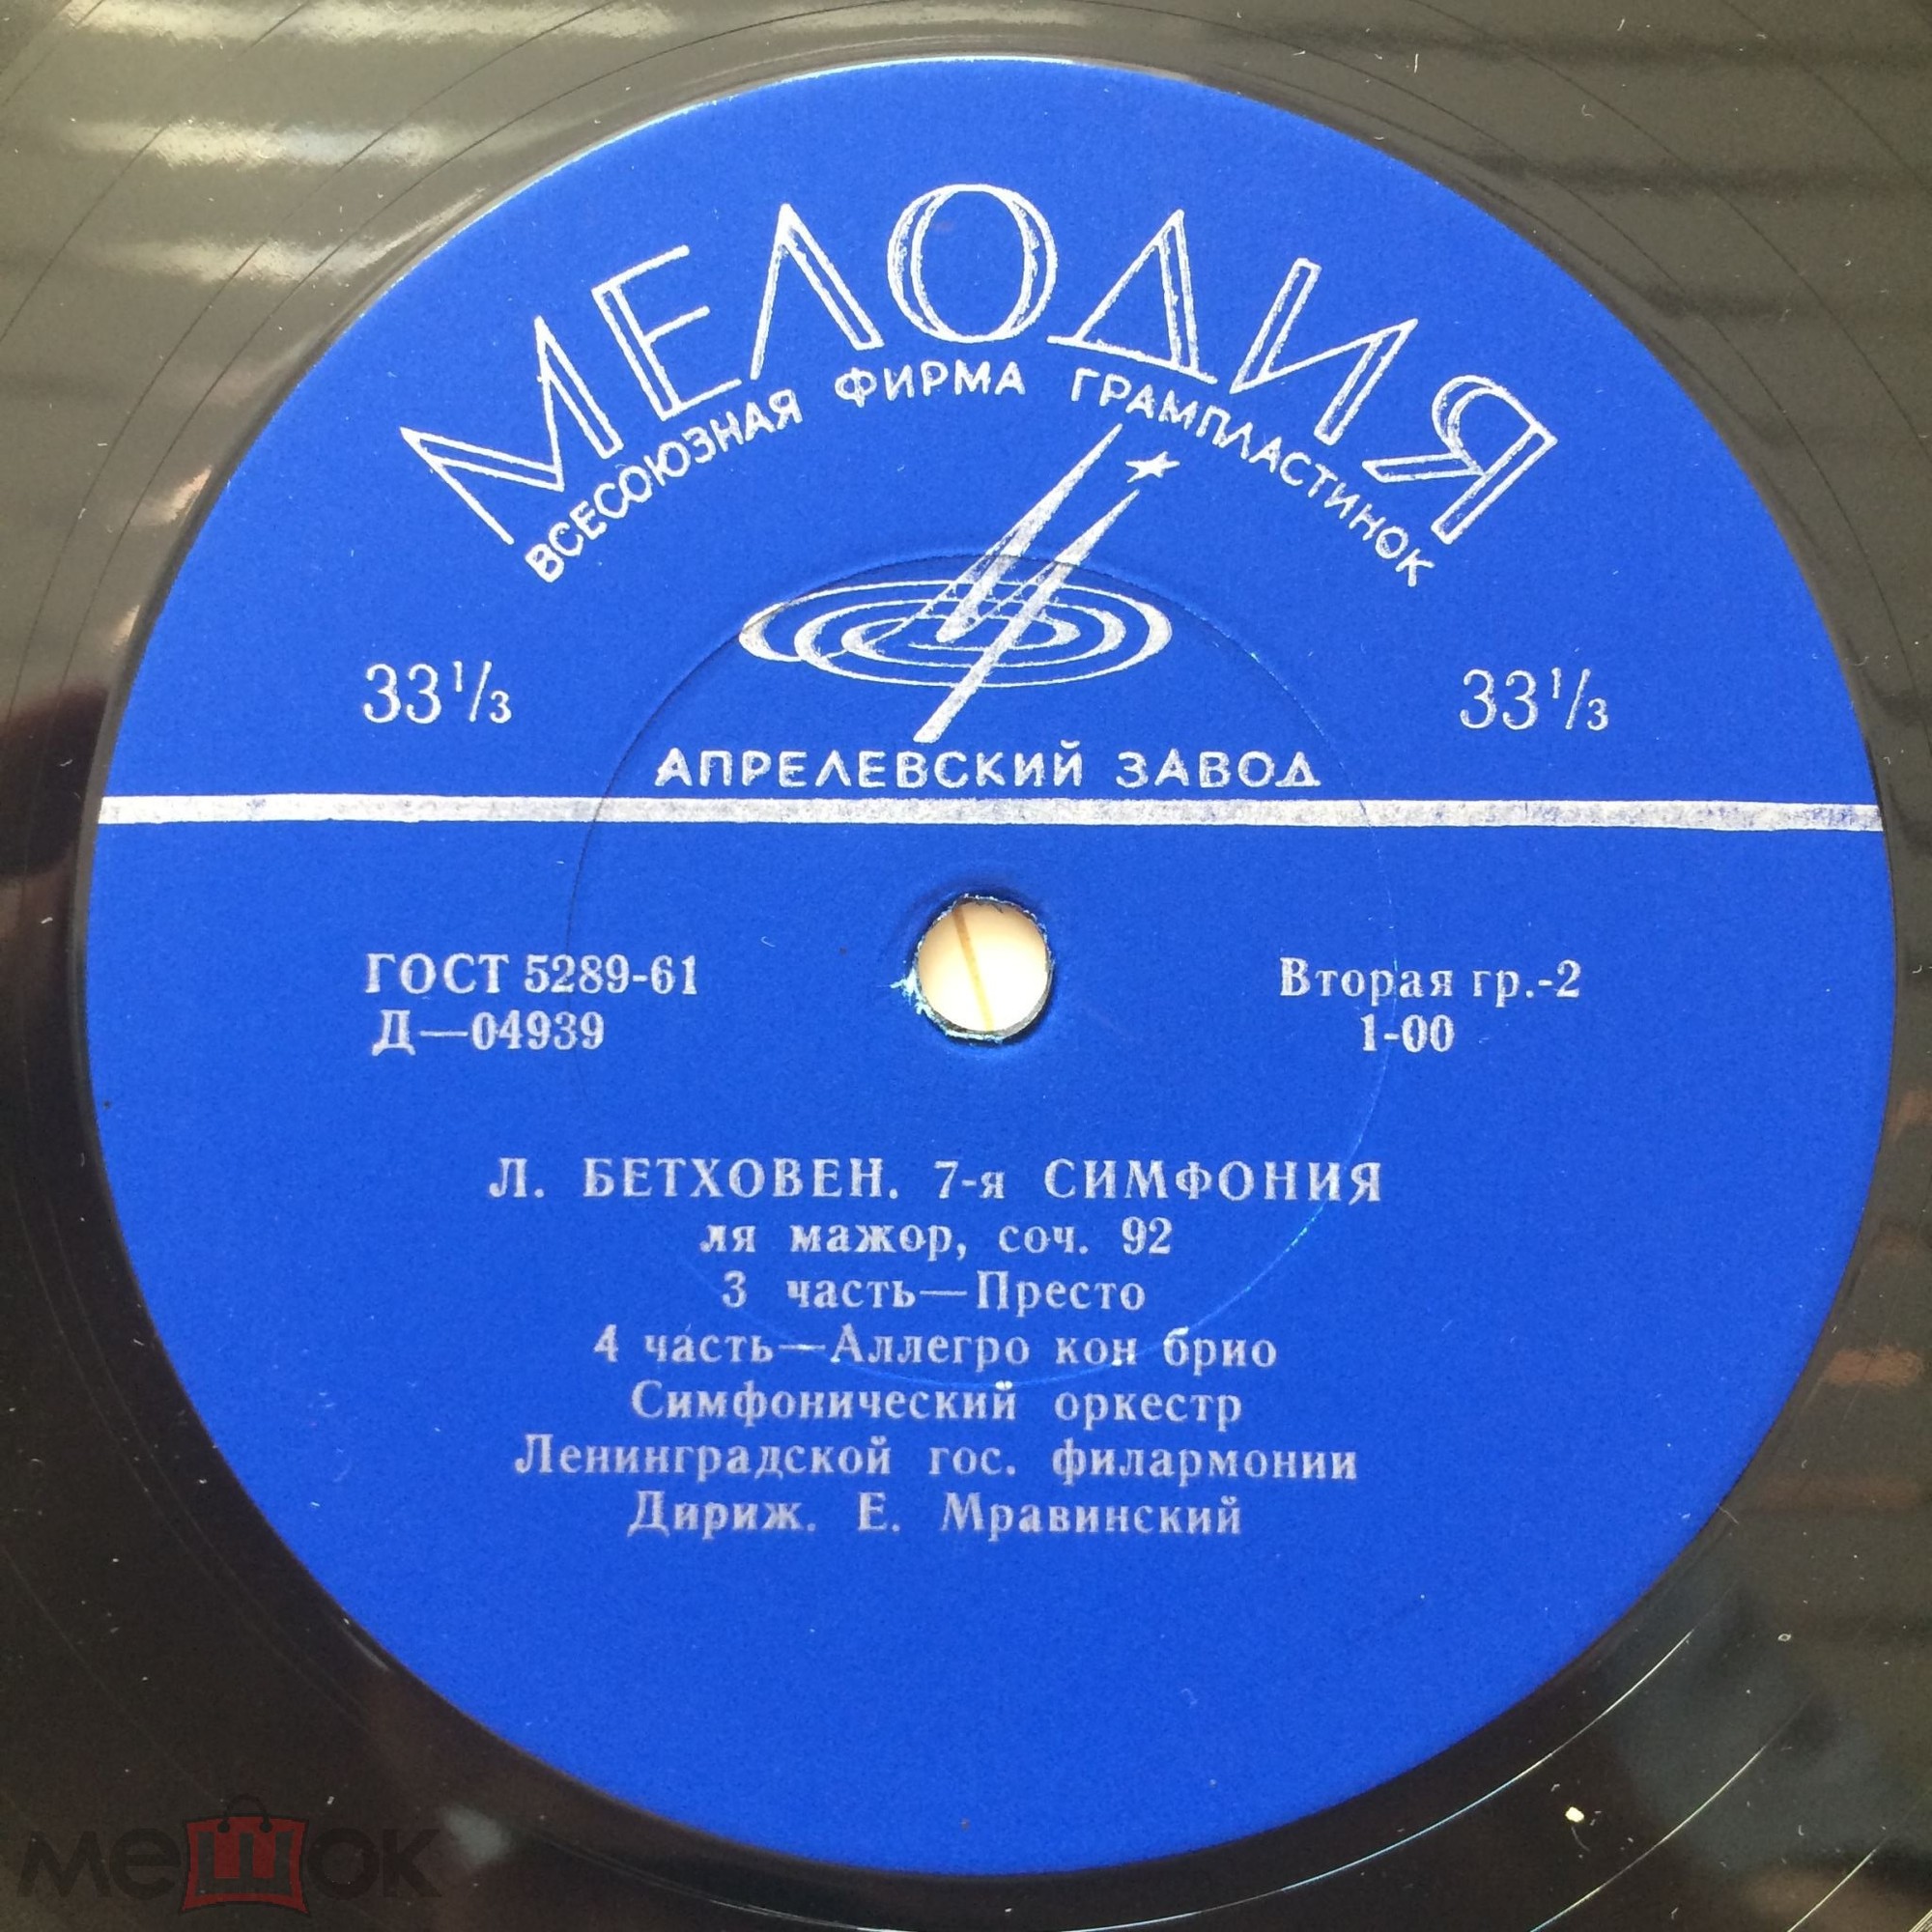 МЕЛОДИЯ
ВСЕСОЮЗНАЯ ФИРМА ГРАМПЛАСТИНОК
33 1/3
33 1/3
АПРЕЛЕВСКИЙ ЗАВОД
ГОСТ 5289-61
Д—04939
Вторая гр.-2
1-00
Л. БЕТХОВЕН. 7-я СИМФОНИЯ
ля мажор, соч. 92
3 часть—Престо
4 часть—Аллегро кон брио
Симфонический оркестр
Ленинградской гос. филармонии
Дириж. Е. Мравинский
мешок